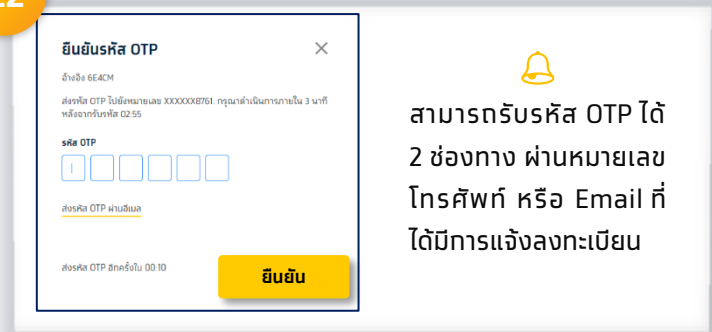 ยืนยันรหัส OTP
อ้างอิง 6E4CM
ส่งรหัส OTP ไปยังหมายเลข XXXXXX8761. กรุณาดำเนินการภายใน 3 นาที
หลังจากรับรหัส 02:55
รหัส OTP
ส่งรหัส OTP ผ่านอีเมล
ส่งรหัส OTP อีกครั้งใน 00:10
ยืนยัน
สามารถรับรหัส OTP ได้
2 ช่องทาง ผ่านหมายเลข
โทรศัพท์ หรือ Email ที่
ได้มีการแจ้งลงทะเบียน